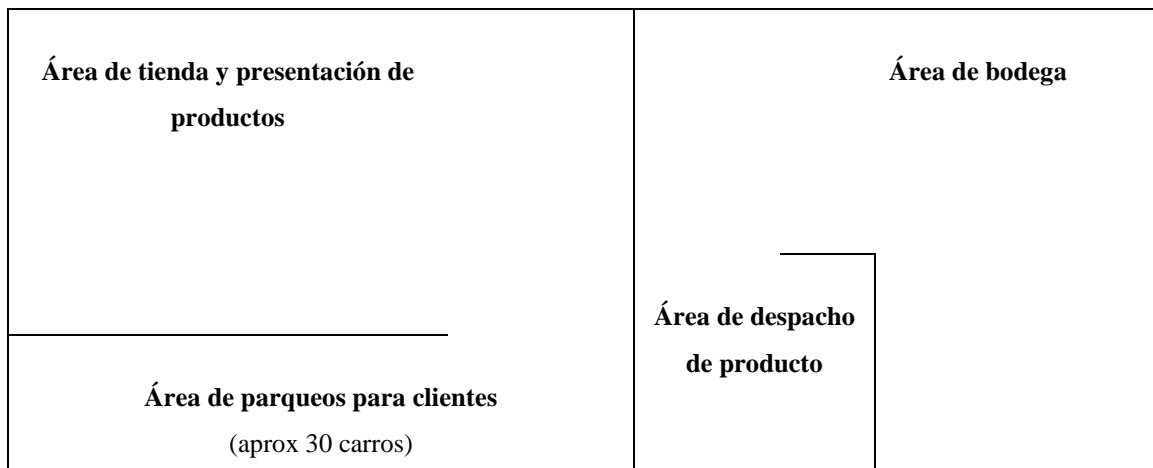 Área de tienda y presentación de
productos
Área de bodega
Área de despacho
de producto
Área de parqueos para clientes
(aprox 30 carros)